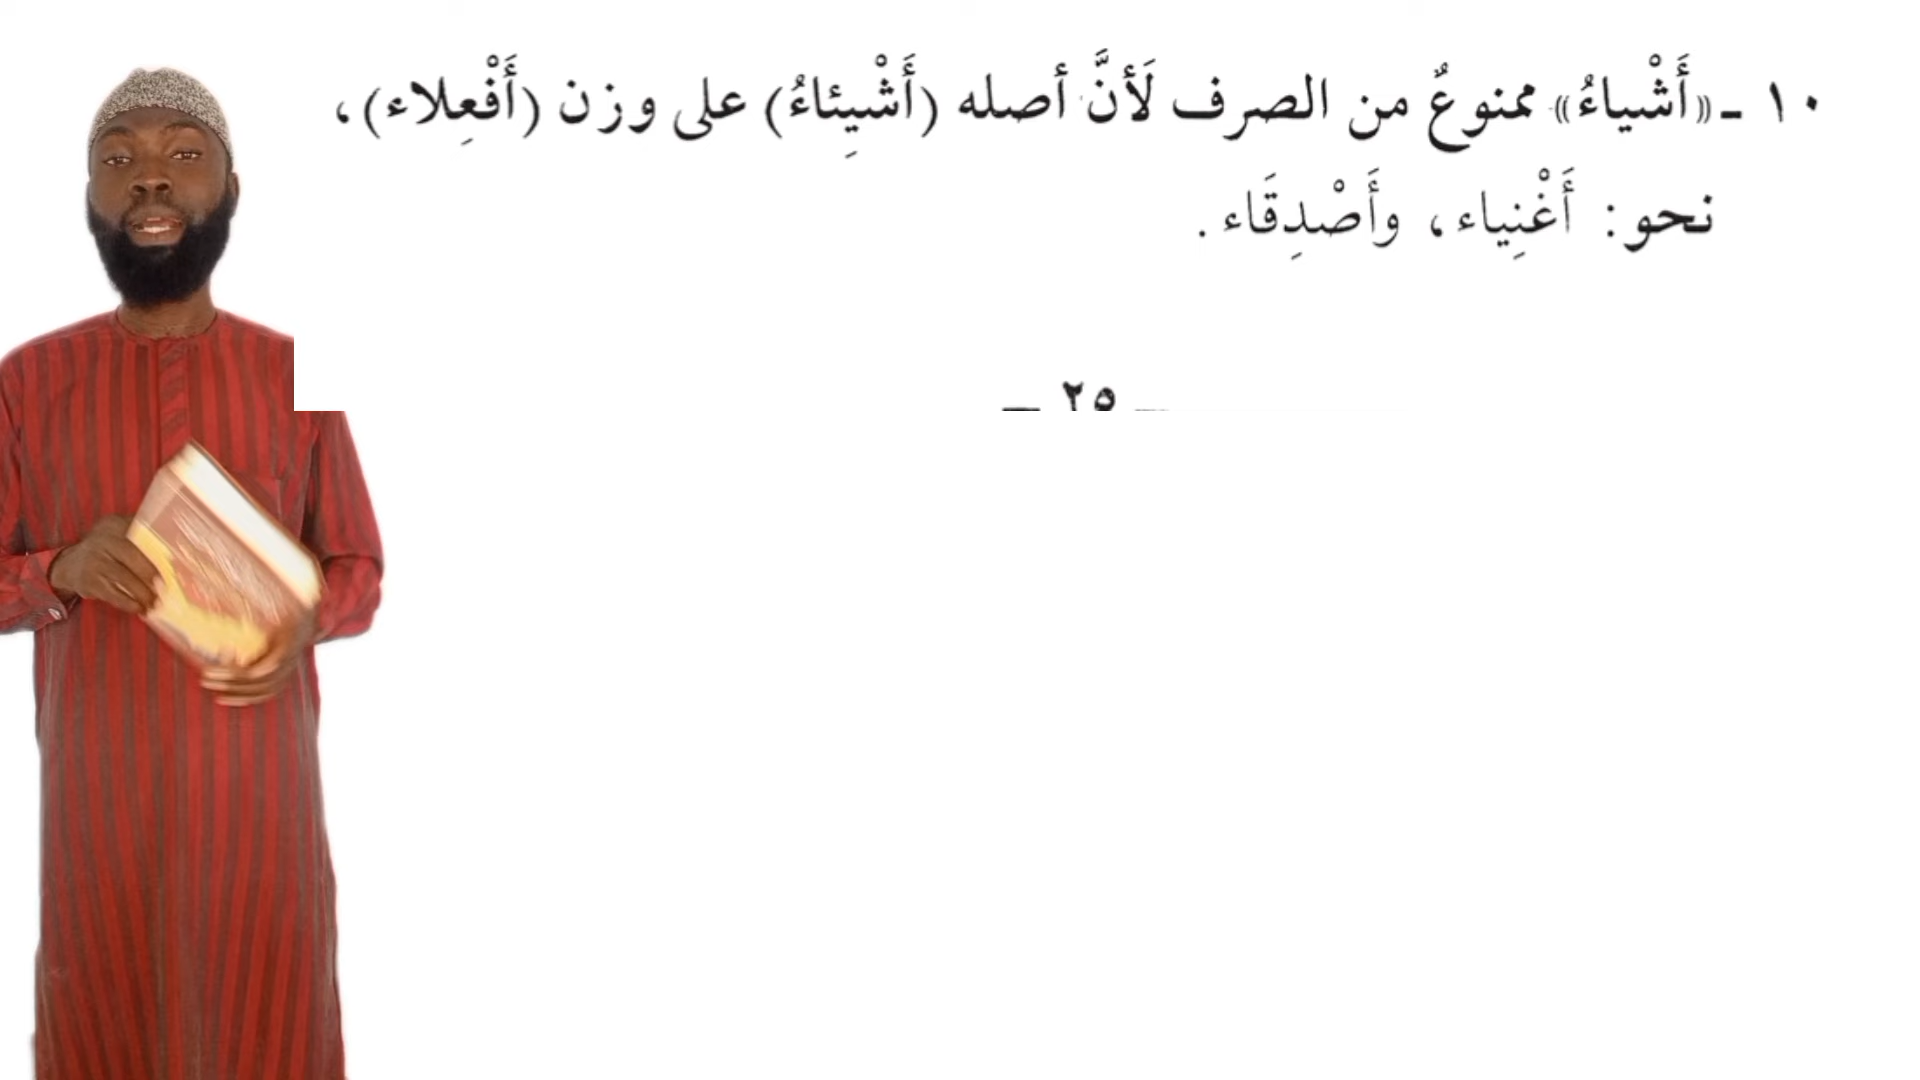 ١٠ - «أَشْياءُ» ممنوعٌ من الصرف لَأنَّ أصله (أَشْيِئاءُ) على وزن (أَفْعِلاء)،
نحو: أَغْنِياء، وأَصْدِقَاء.
— ٢٥ —